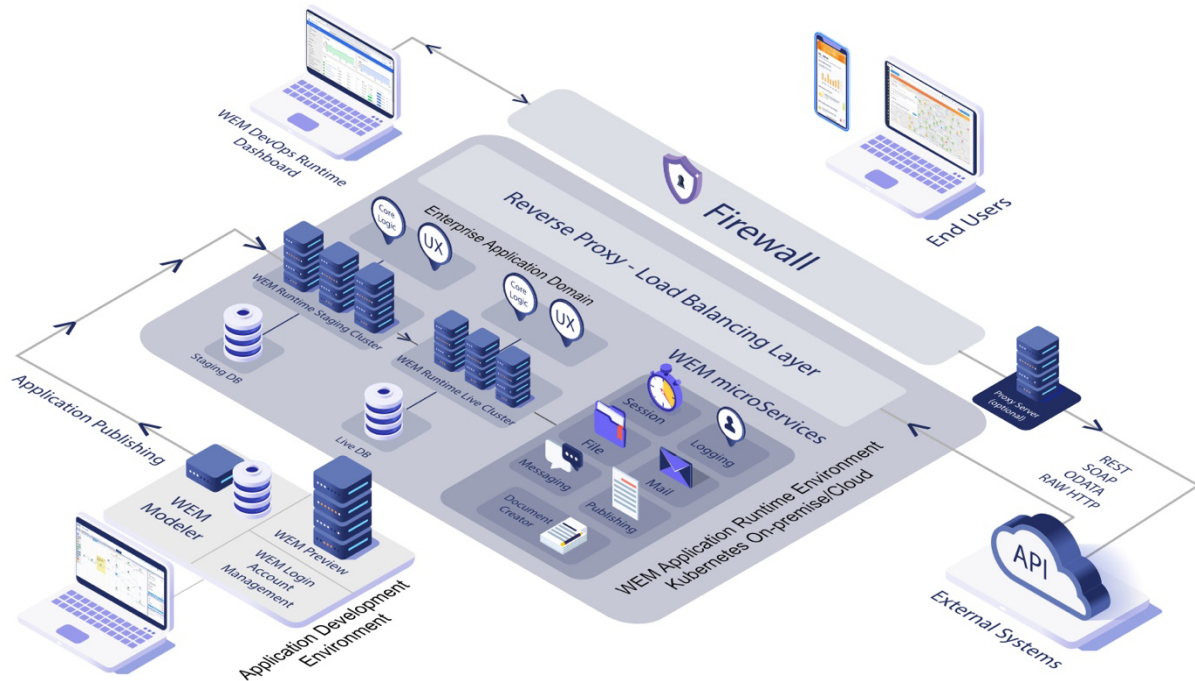 WEM DevOps Runtime
Dashboard
End Users
Firewall
Reverse Proxy - Load Balancing Layer
Enterprise Application Domain
Core
Logic
UX
Core
Logic
UX
WEM Runtime Staging Cluster
WEM Runtime Live Cluster
Staging DB
Live DB
WEM microServices
Session
Logging
File
Mail
Messaging
Publishing
Document
Creator
WEM Application Runtime Environment
Kubernetes On-premise/Cloud
Proxy Server
(optional)
REST
SOAP
ODATA
RAW HTTP
API
External Systems
Application Publishing
WEM
Modeler
WEM Preview
WEM Login
Account
Management
Application Development
Environment